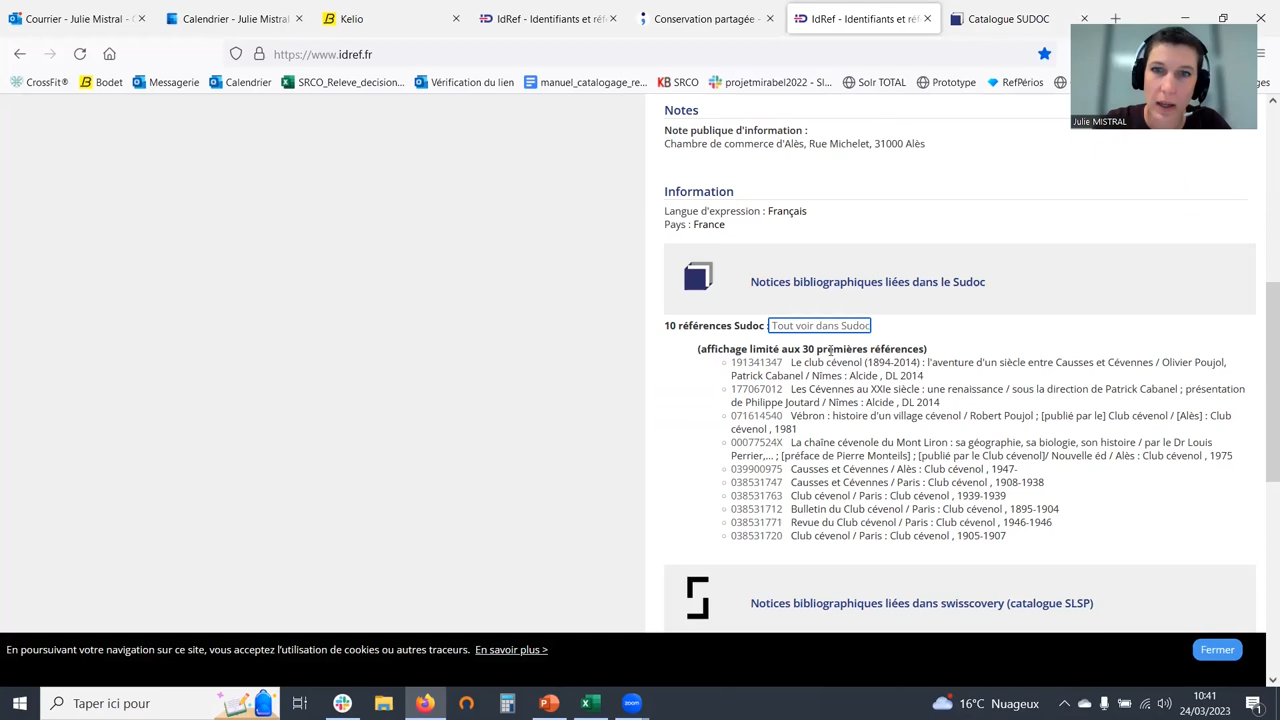 Courrier - Julie Mistral - O
Calendrier - Julie Mistral -
Kelio
IdRef - Identifiants et réf
Conservation partagée -
IdRef - Identifiants et réf
Catalogue SUDOC
https://www.idref.fr
CrossFit®
Bodet
Messagerie
Calendrier
SRCO_Releve_decision...
Vérification du lien
manuel_catalogage_re...
KB SRCO
projetmirabel2022 - Sl...
Solr TOTAL
Prototype
RefPérios
Julie MISTRAL
Notes
Note publique d'information :
Chambre de commerce d'Alès, Rue Michelet, 31000 Alès
Information
Langue d'expression : Français
Pays : France
Notices bibliographiques liées dans le Sudoc
10 références Sudoc : Tout voir dans Sudoc
(affichage limité aux 30 premières références)
191341347 Le club cévenol (1894-2014) : l'aventure d'un siècle entre Causses et Cévennes / Olivier Poujol,
Patrick Cabanel / Nîmes : Alcide , DL 2014
177067012 Les Cévennes au XXIe siècle : une renaissance / sous la direction de Patrick Cabanel ; présentation
de Philippe Joutard / Nîmes : Alcide , DL 2014
071614540 Vébron : histoire d'un village cévenol / Robert Poujol ; [publié par le] Club cévenol / [Alès] : Club
cévenol , 1981
00077524X La chaîne cévenole du Mont Liron : sa géographie, sa biologie, son histoire / par le Dr Louis
Perrier,... ; [préface de Pierre Monteils] ; [publié par le Club cévenol]/ Nouvelle éd / Alès : Club cévenol , 1975
039900975 Causses et Cévennes / Alès : Club cévenol , 1947-
038531747 Causses et Cévennes / Paris : Club cévenol , 1908-1938
038531763 Club cévenol / Paris : Club cévenol , 1939-1939
038531712 Bulletin du Club cévenol / Paris : Club cévenol , 1895-1904
038531771 Revue du Club cévenol / Paris : Club cévenol , 1946-1946
038531720 Club cévenol / Paris : Club cévenol , 1905-1907
Notices bibliographiques liées dans swisscovery (catalogue SLSP)
En poursuivant votre navigation sur ce site, vous acceptez l'utilisation de cookies ou autres traceurs. En savoir plus >
Fermer
Taper ici pour
zoom
16°C Nuageux
10:41
24/03/2023
1